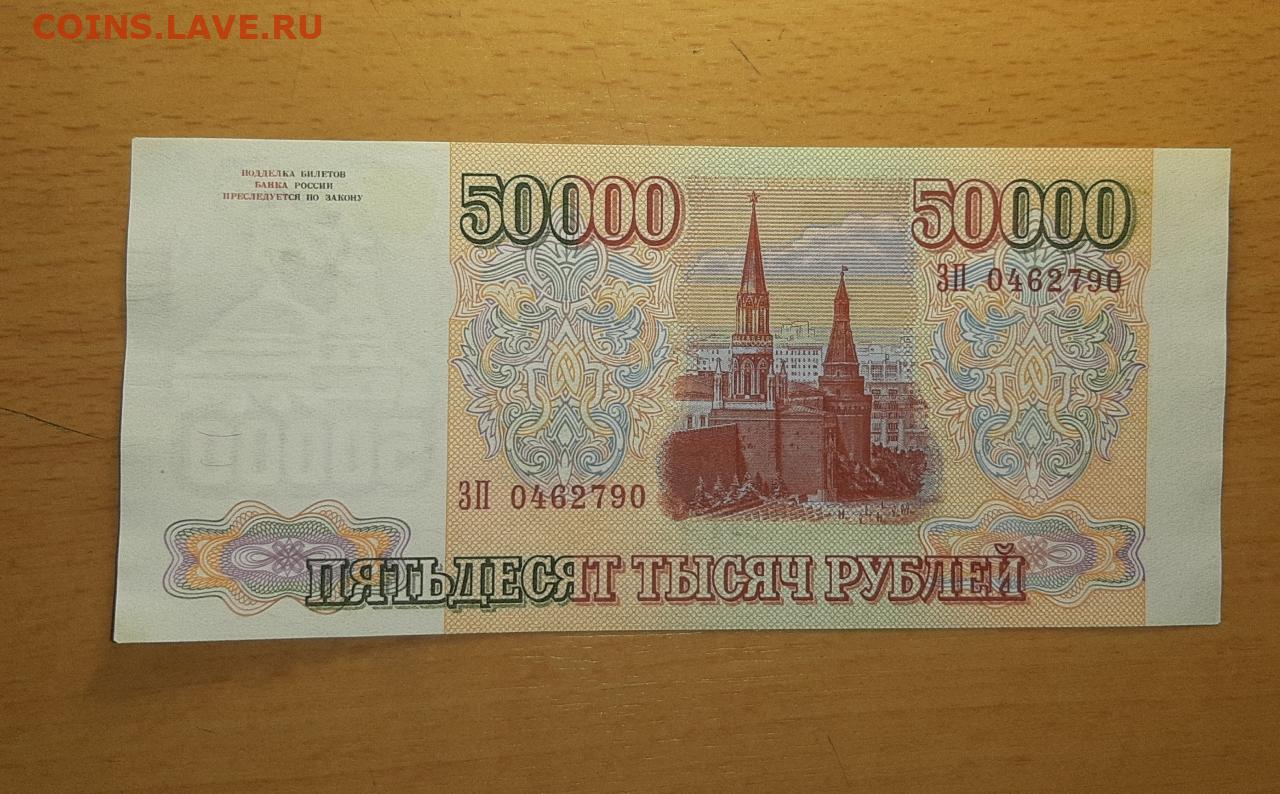 COINS.LAVE.RU
ПОДДЕЛКА БИЛЕТОВ
БАНКА РОССИИ
ПРЕСЛЕДУЕТСЯ ПО ЗАКОНУ
50000
50000
ЗП 0462790
ЗП 0462790
ПЯТЬДЕСЯТ ТЫСЯЧ РУБЛЕЙ